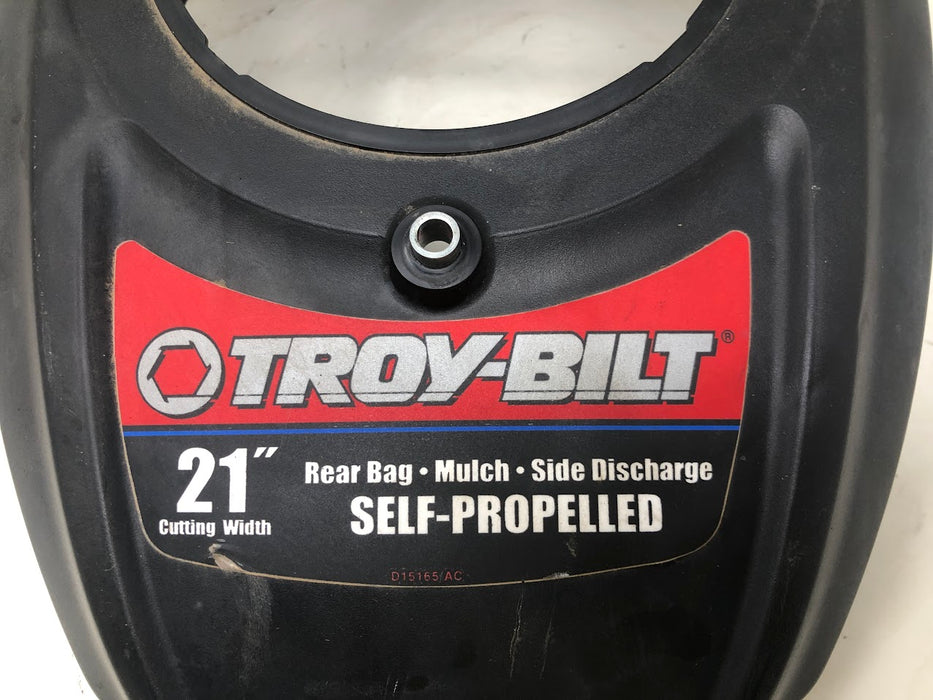 TROY-BILT®
21"
Cutting Width
Rear Bag • Mulch • Side Discharge
SELF-PROPELLED
D15165/AC